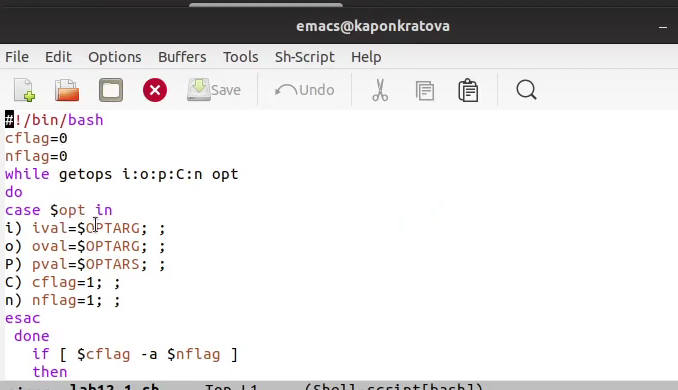 emacs@kaponkratova
File Edit Options Buffers Tools Sh-Script Help
Save Undo
#!/bin/bash
cflag=0
nflag=0
while getops i:o:p:C:n opt
do
case $opt in
i) ival=$OPTARG; ;
o) oval=$OPTARG; ;
P) pval=$OPTARS; ;
C) cflag=1; ;
n) nflag=1; ;
esac
done
if [ $cflag -a $nflag ]
then
lab12_1.sh Top L1 (Shell-script[bash])